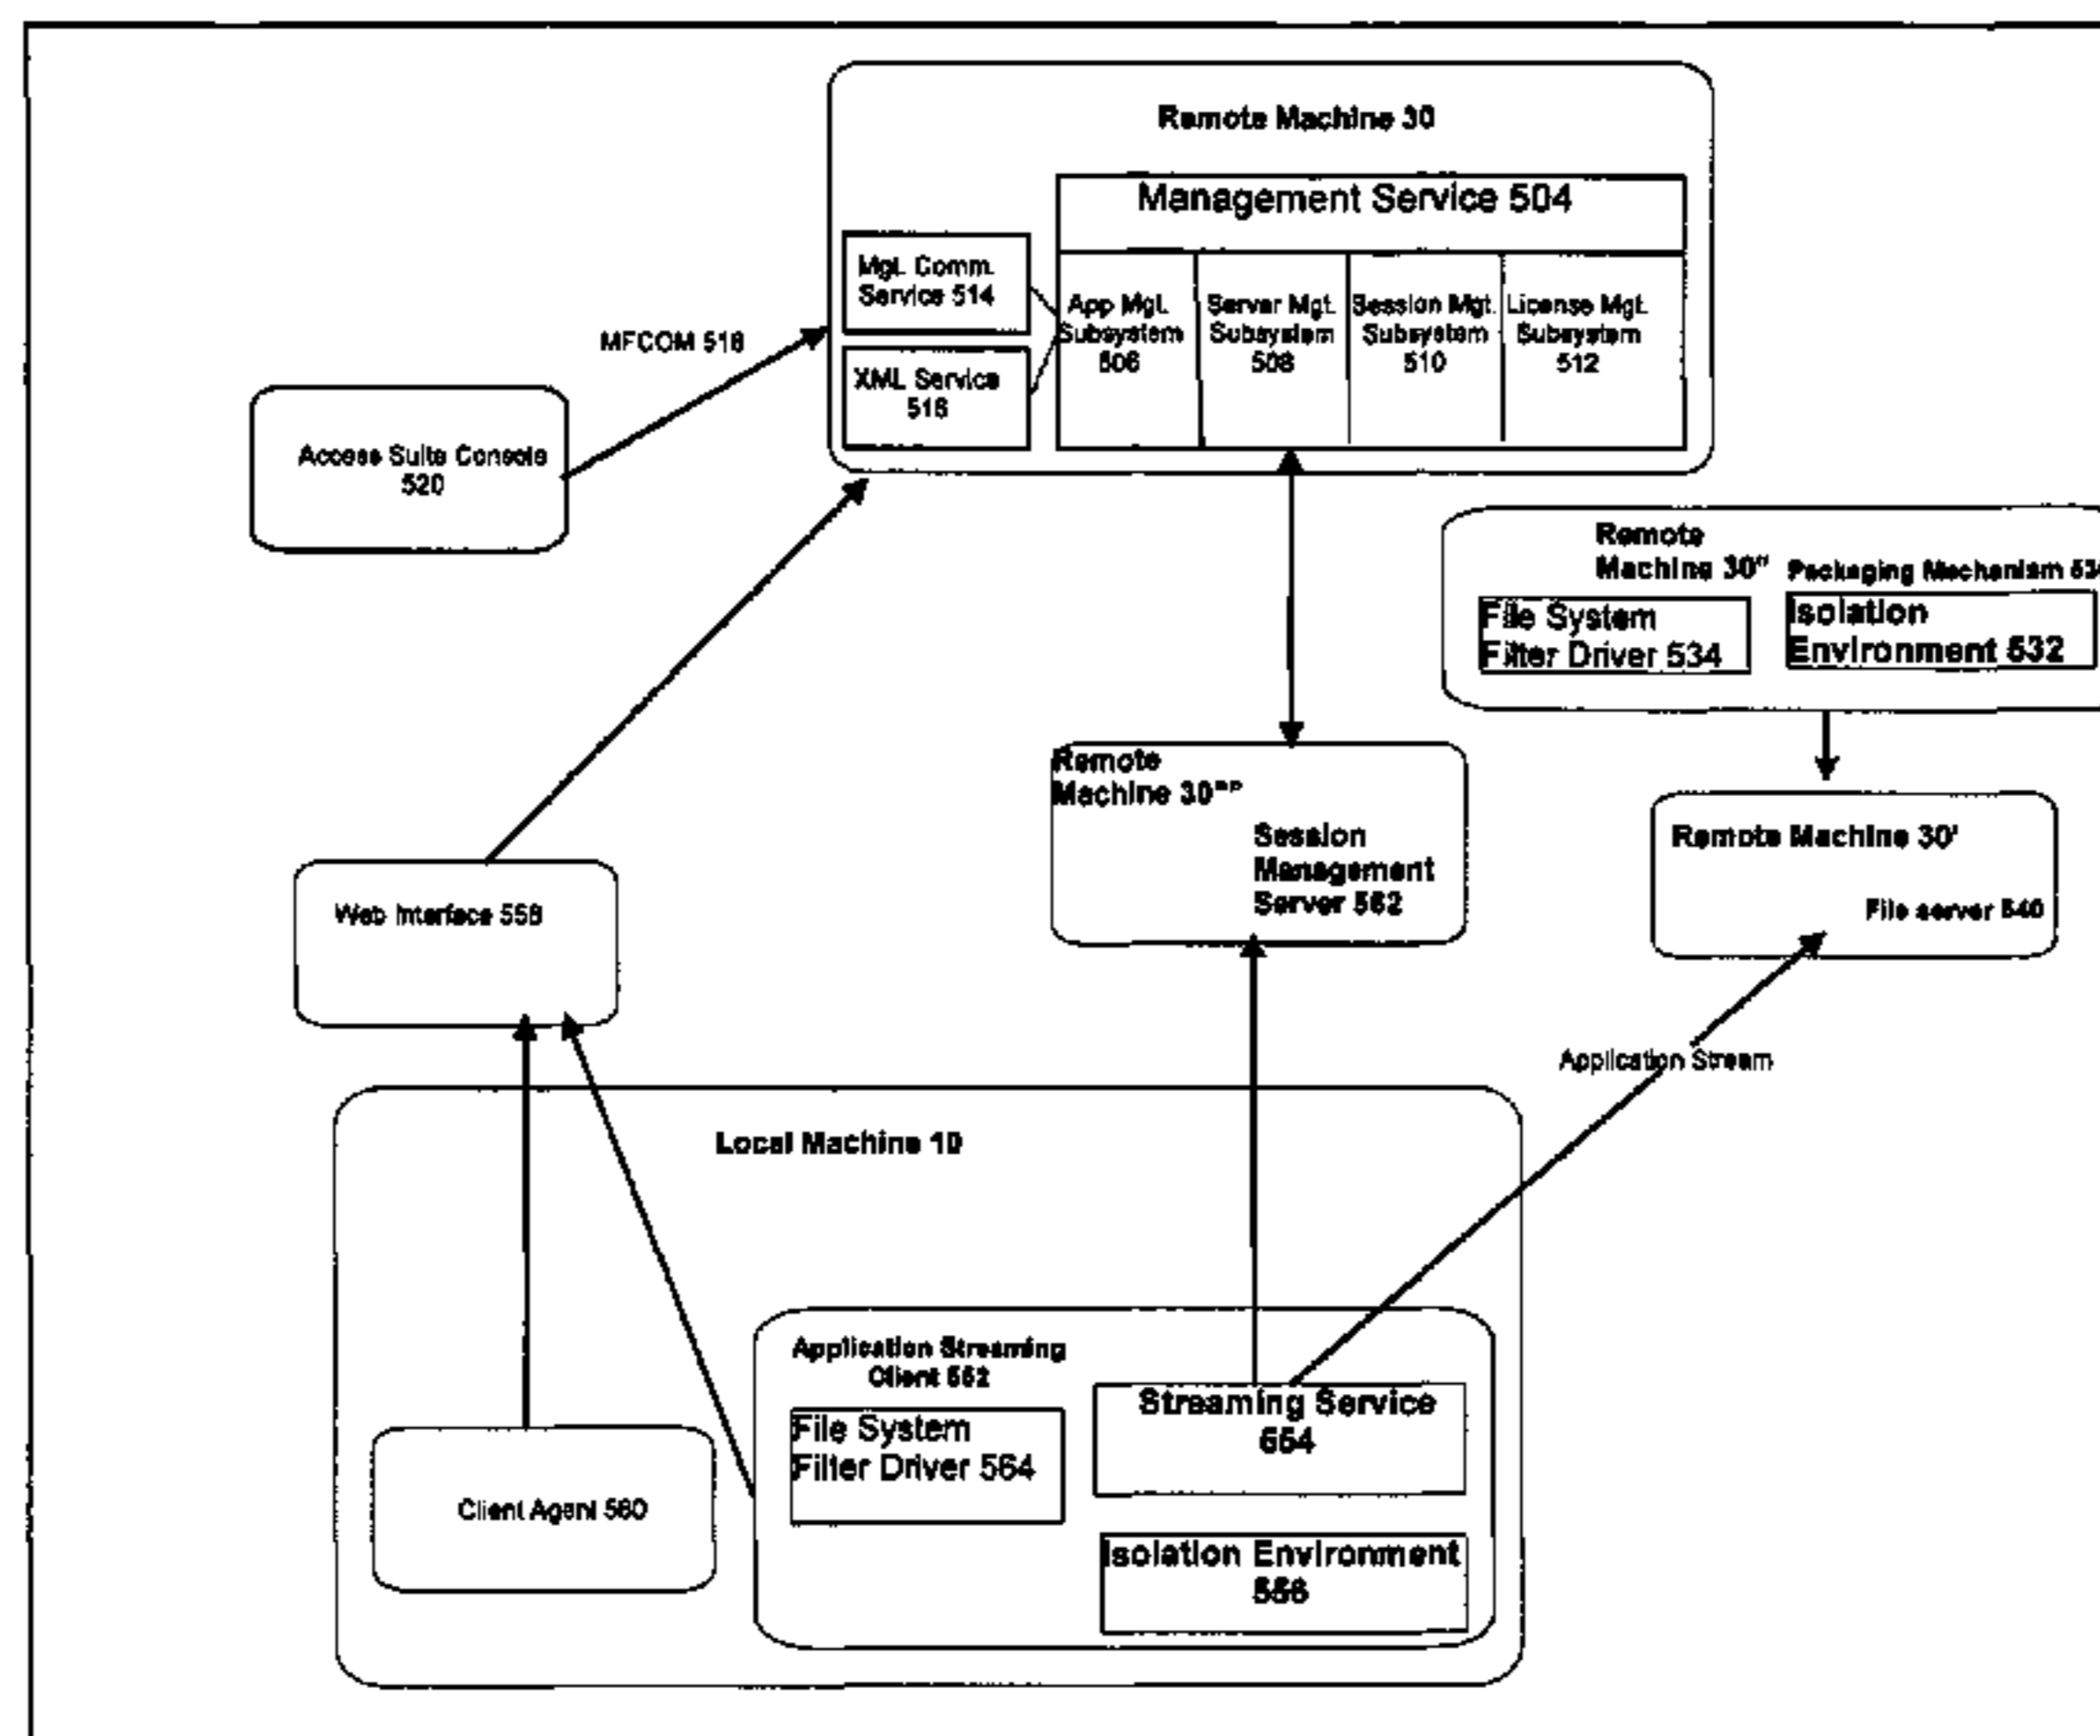 Remote Machine 30
Management Service 504
Mgt. Comm.
Service 514
App Mgt.
Subsystem
506
Server Mgt.
Subsystem
508
Session Mgt.
Subsystem
510
License Mgt.
Subsystem
512
XML Service
516
MFCOM 518
Access Suite Console
520
Remote
Machine 30"
Packaging Mechanism
File System
Filter Driver 534
Isolation
Environment 532
Remote
Machine
Session
Management
Server 562
Remote Machine 30'
File server 540
Web Interface 558
Application Stream
Local Machine 10
Application Streaming
Client 552
File System
Filter Driver 564
Streaming Service
554
Client Agent 560
Isolation Environment
556